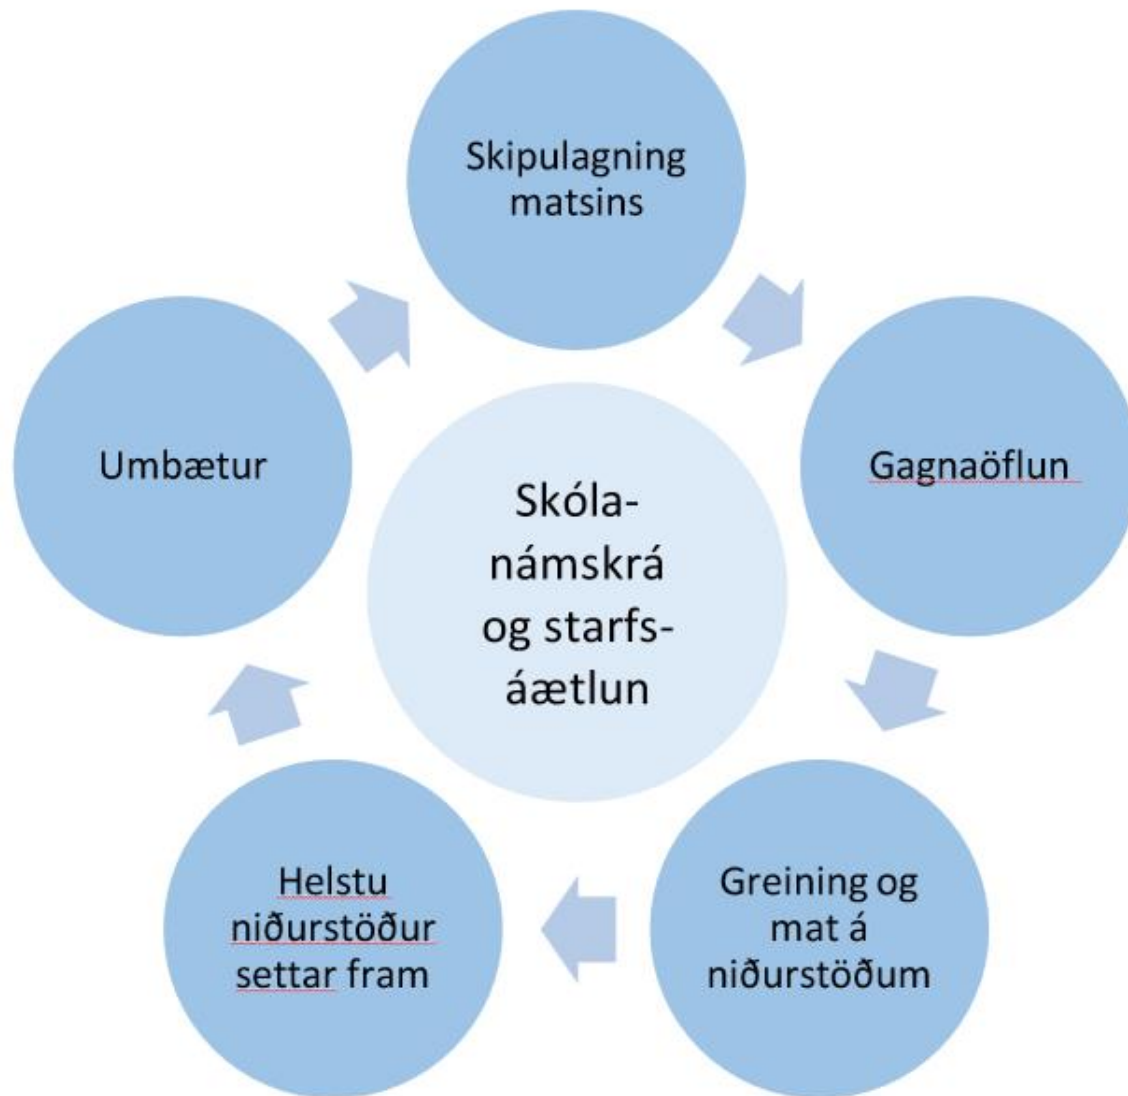 Skipulagning
matsins
Gagnaöflun
Greining og
mat á
niðurstöðum
Helstu
niðurstöður
settar fram
Umbætur
Skóla-
námskrá
og starfs-
áætlun